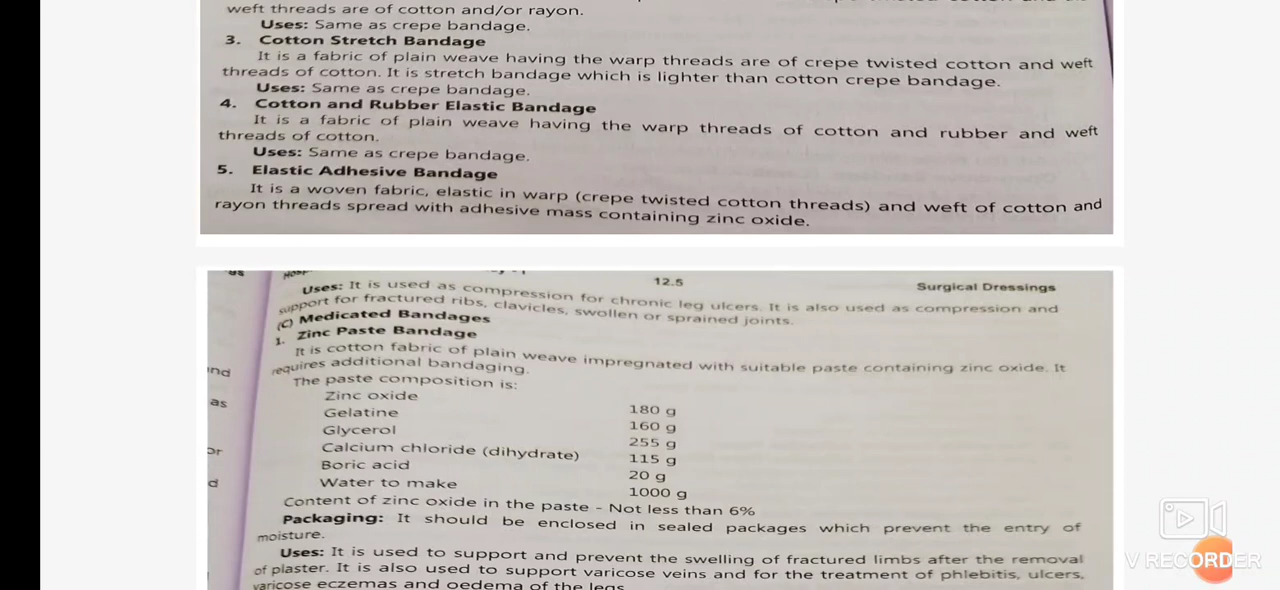 weft threads are of cotton and/or rayon.
Uses: Same as crepe bandage.
3. Cotton Stretch Bandage
It is a fabric of plain weave having the warp threads are of crepe twisted cotton and weft
threads of cotton. It is stretch bandage which is lighter than cotton crepe bandage.
Uses: Same as crepe bandage.
4. Cotton and Rubber Elastic Bandage
It is a fabric of plain weave having the warp threads of cotton and rubber and weft
threads of cotton.
Uses: Same as crepe bandage.
5. Elastic Adhesive Bandage
It is a woven fabric, elastic in warp (crepe twisted cotton threads) and weft of cotton and
rayon threads spread with adhesive mass containing zinc oxide.
12.5 Surgical Dressings
Uses: It is used as compression for chronic leg ulcers. It is also used as compression and
support for fractured ribs, clavicles, swollen or sprained joints.
(C) Medicated Bandages
1. Zinc Paste Bandage
It is cotton fabric of plain weave impregnated with suitable paste containing zinc oxide. It
requires additional bandaging.
The paste composition is:
Zinc oxide 180 g
Gelatine 160 g
Glycerol 255 g
Calcium chloride (dihydrate) 115 g
Boric acid 20 g
Water to make 1000 g
Content of zinc oxide in the paste - Not less than 6%
Packaging: It should be enclosed in sealed packages which prevent the entry of
moisture.
Uses: It is used to support and prevent the swelling of fractured limbs after the removal
of plaster. It is also used to support varicose veins and for the treatment of phlebitis, ulcers,
varicose eczemas and oedema of the legs
as
or
d
V RECORDER